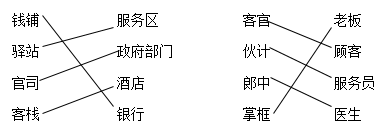 钱铺 服务区 客官 老板
驿站 政府部门 伙计 顾客
官司 酒店 郎中 服务员
客栈 银行 掌框 医生